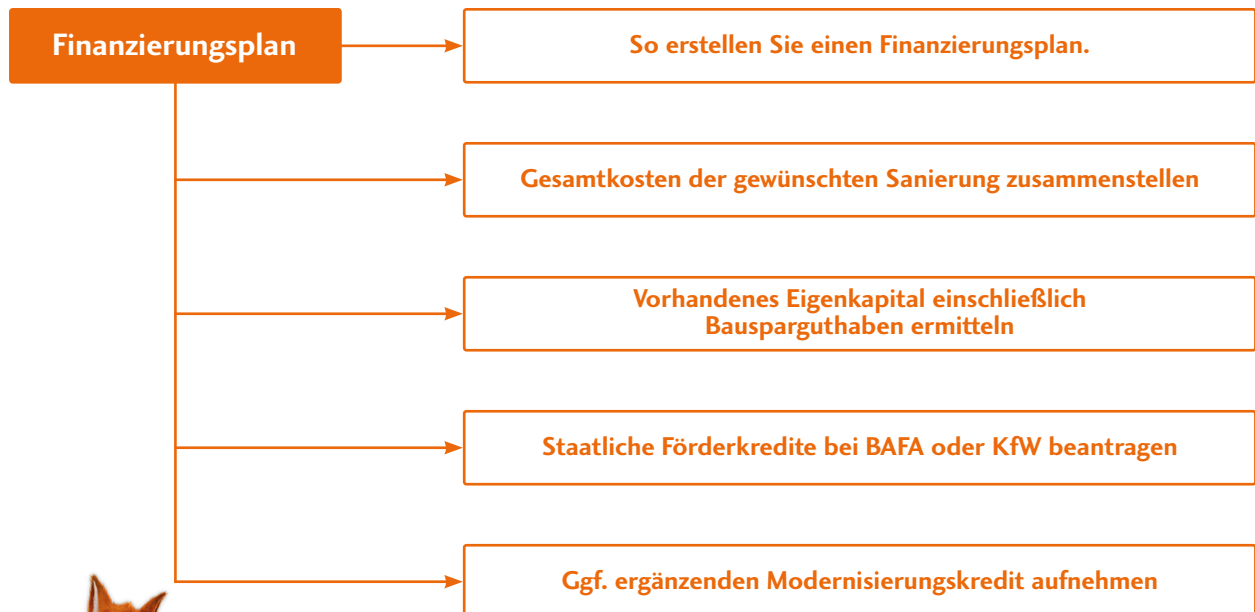 Finanzierungsplan
So erstellen Sie einen Finanzierungsplan.
Gesamtkosten der gewünschten Sanierung zusammenstellen
Vorhandenes Eigenkapital einschließlich
Bausparguthaben ermitteln
Staatliche Förderkredite bei BAFA oder KfW beantragen
Ggf. ergänzenden Modernisierungskredit aufnehmen